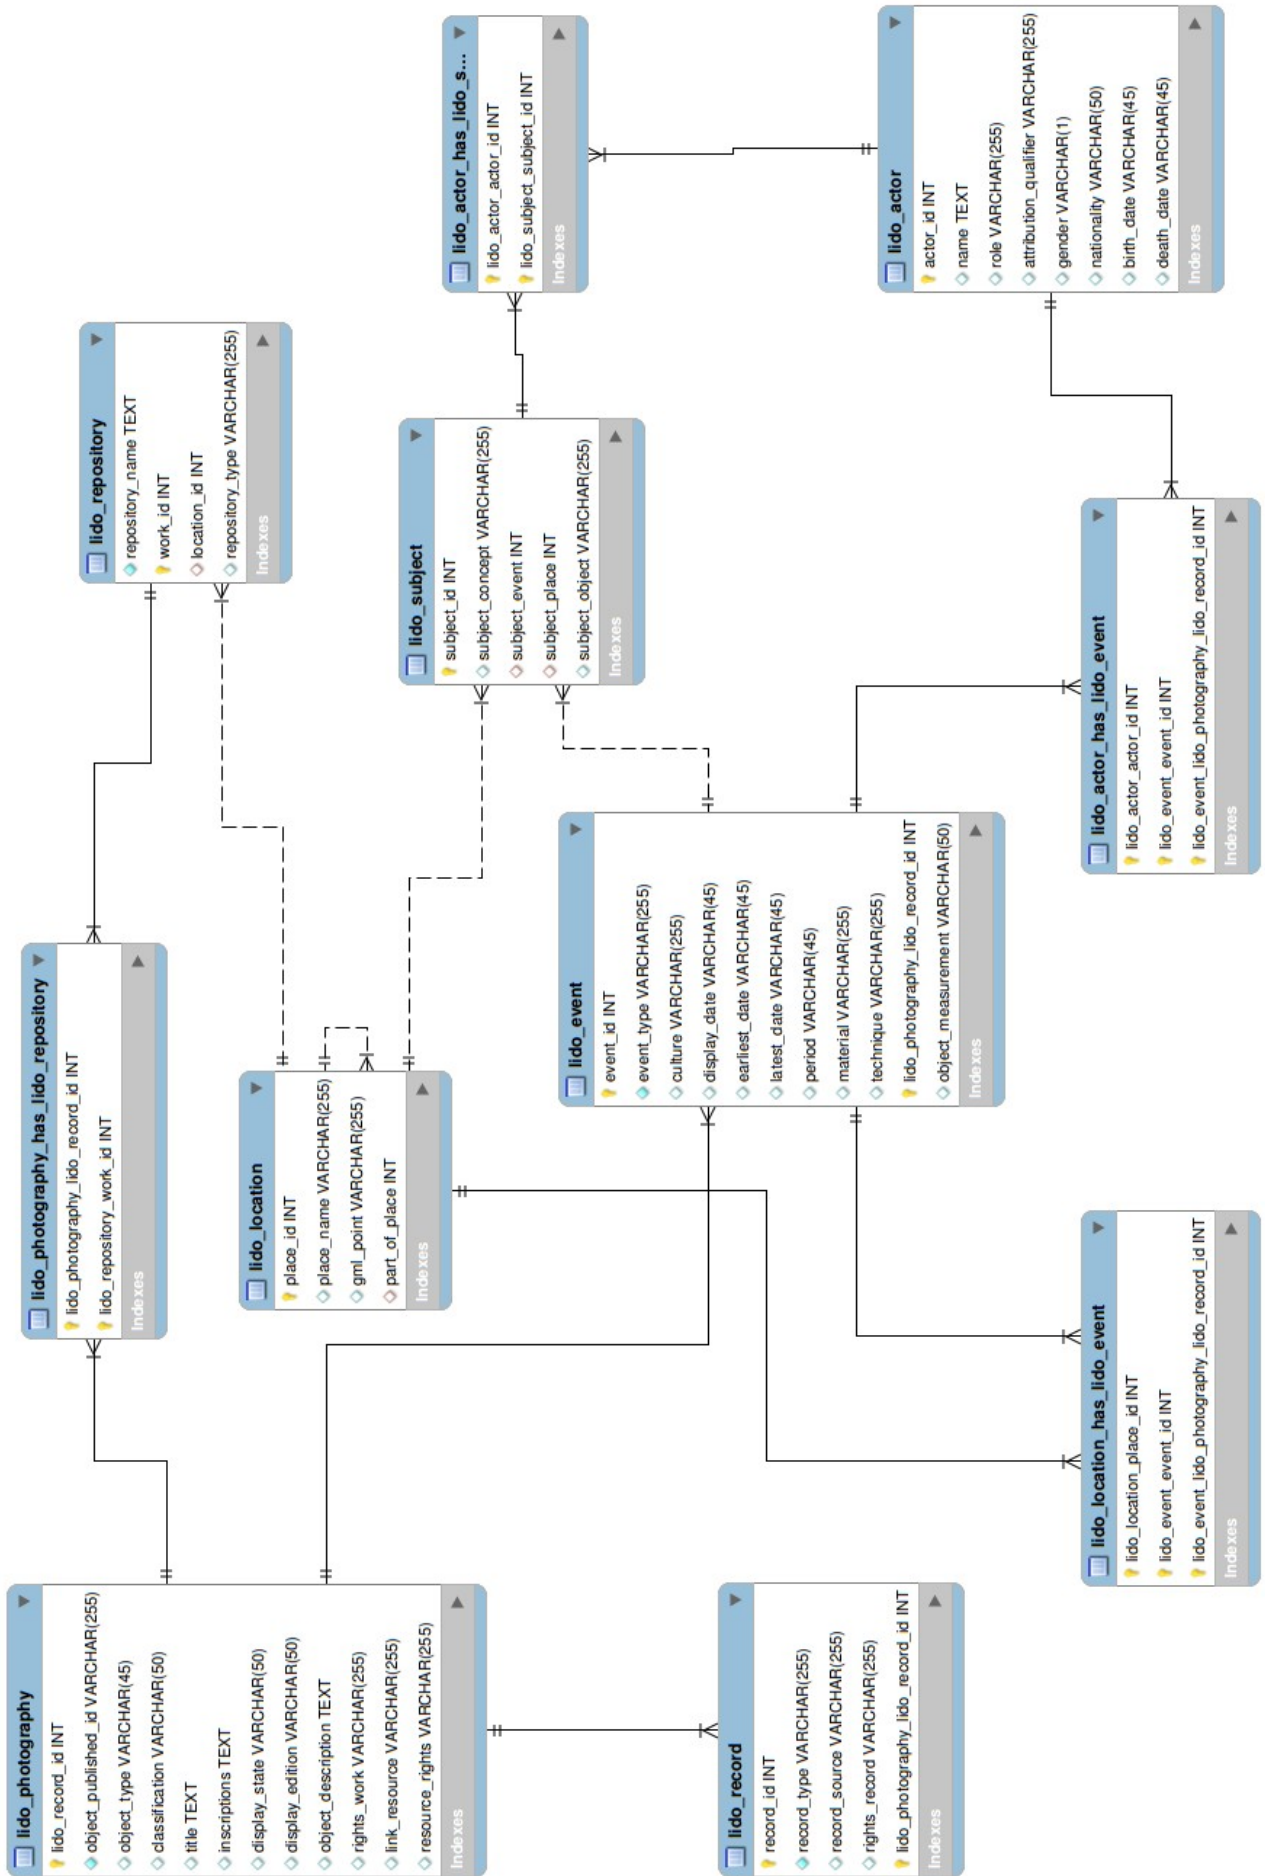 lido_photography
lido_record_id INT
object_published_id VARCHAR(255)
object_type VARCHAR(45)
classification VARCHAR(50)
title TEXT
inscriptions TEXT
display_state VARCHAR(50)
display_edition VARCHAR(50)
object_description TEXT
rights_work VARCHAR(255)
link_resource VARCHAR(255)
resource_rights VARCHAR(255)
Indexes
lido_photography_has_lido_repository
lido_photography_lido_record_id INT
lido_repository_work_id INT
Indexes
lido_repository
repository_name TEXT
work_id INT
location_id INT
repository_type VARCHAR(255)
Indexes
lido_location
place_id INT
place_name VARCHAR(255)
gml_point VARCHAR(255)
part_of_place INT
Indexes
lido_subject
subject_id INT
subject_concept VARCHAR(255)
subject_event INT
subject_place INT
subject_object VARCHAR(255)
Indexes
lido_actor_has_lido_s...
lido_actor_actor_id INT
lido_subject_subject_id INT
Indexes
lido_record
record_id INT
record_type VARCHAR(255)
record_source VARCHAR(255)
rights_record VARCHAR(255)
lido_photography_lido_record_id INT
Indexes
lido_event
event_id INT
event_type VARCHAR(255)
culture VARCHAR(255)
display_date VARCHAR(45)
earliest_date VARCHAR(45)
latest_date VARCHAR(45)
period VARCHAR(45)
material VARCHAR(255)
technique VARCHAR(255)
lido_photography_lido_record_id INT
object_measurement VARCHAR(50)
Indexes
lido_actor
actor_id INT
name TEXT
role VARCHAR(255)
attribution_qualifier VARCHAR(255)
gender VARCHAR(1)
nationality VARCHAR(50)
birth_date VARCHAR(45)
death_date VARCHAR(45)
Indexes
lido_location_has_lido_event
lido_location_place_id INT
lido_event_event_id INT
lido_event_lido_photography_lido_record_id INT
Indexes
lido_actor_has_lido_event
lido_actor_actor_id INT
lido_event_event_id INT
lido_event_lido_photography_lido_record_id INT
Indexes